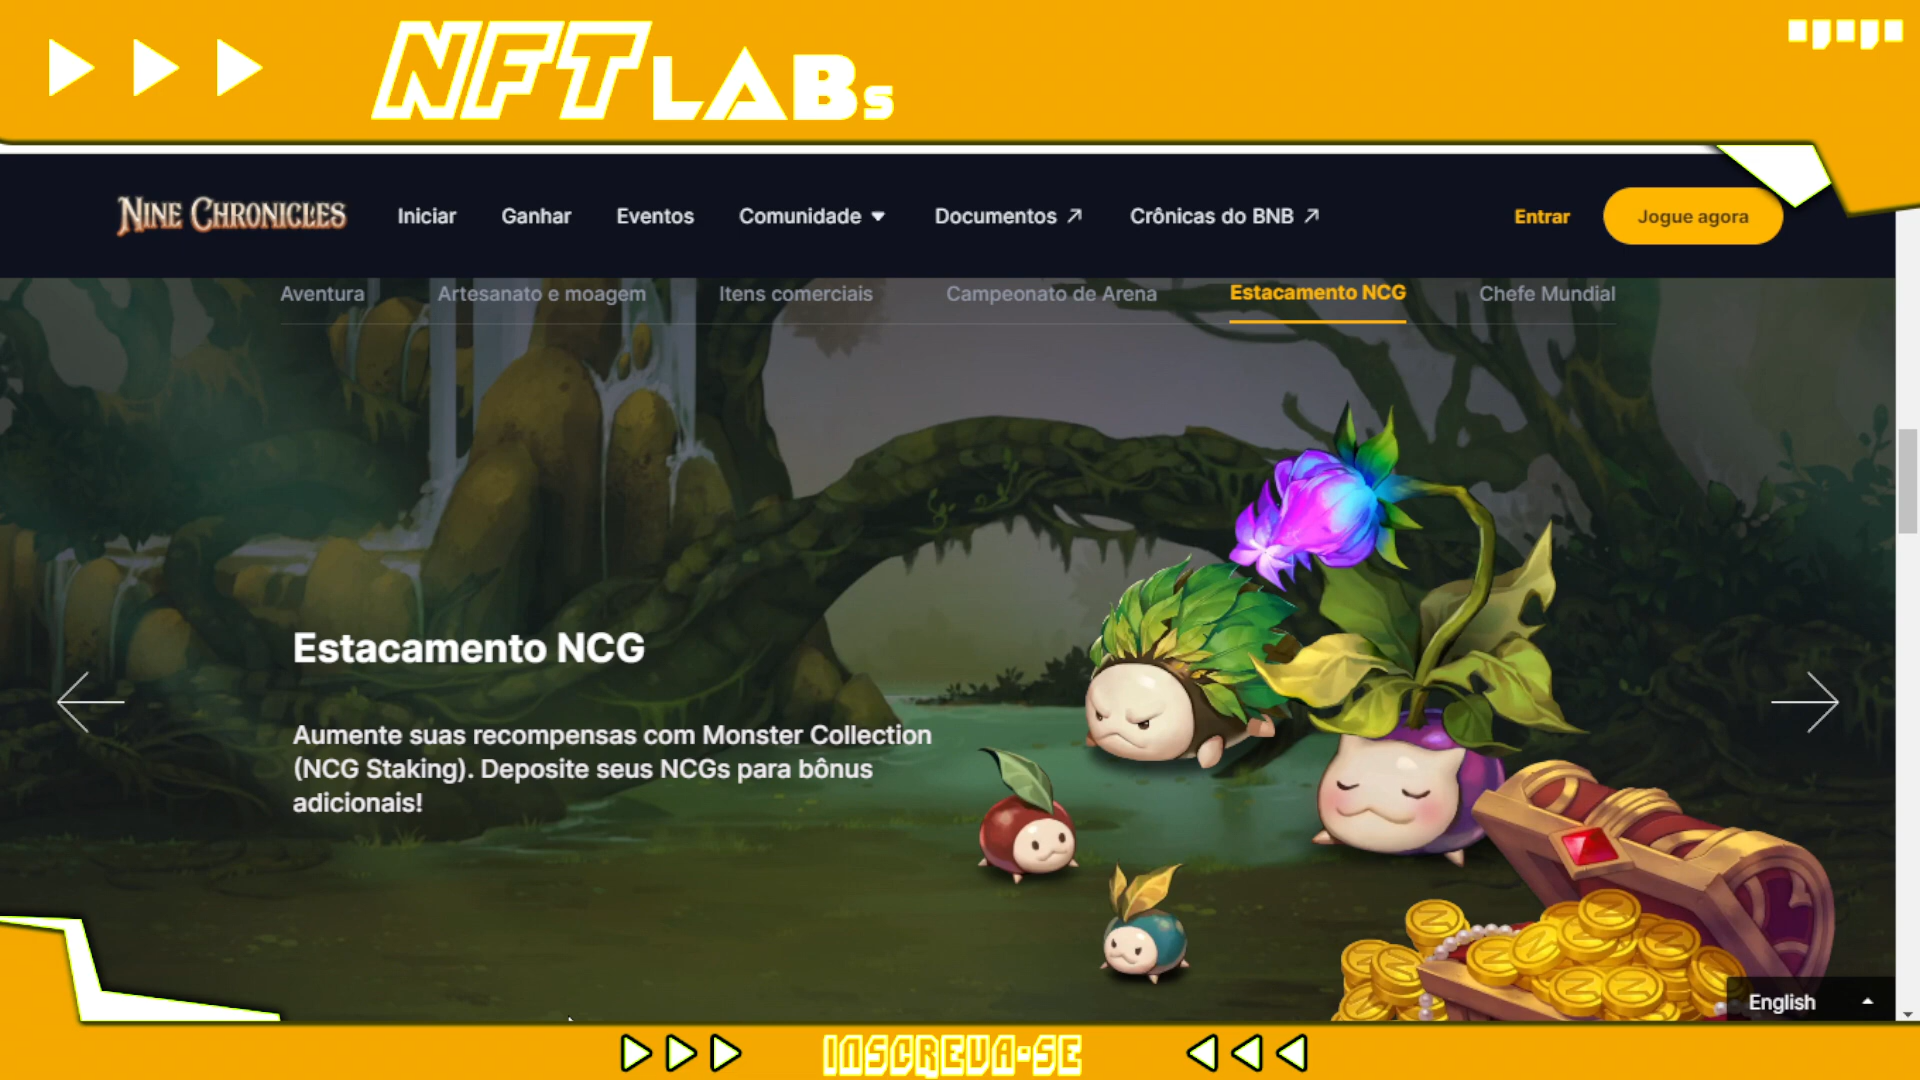 NFT LABs
NINE CHRONICLES Iniciar Ganhar Eventos Comunidade Documentos Crônicas do BNB Entrar Jogue agora
Aventura Artesanato e moagem Itens comerciais Campeonato de Arena Estacamento NCG Chefe Mundial
Estacamento NCG
Aumente suas recompensas com Monster Collection
(NCG Staking). Deposite seus NCGs para bônus
adicionais!
English
INSCREVA-SE